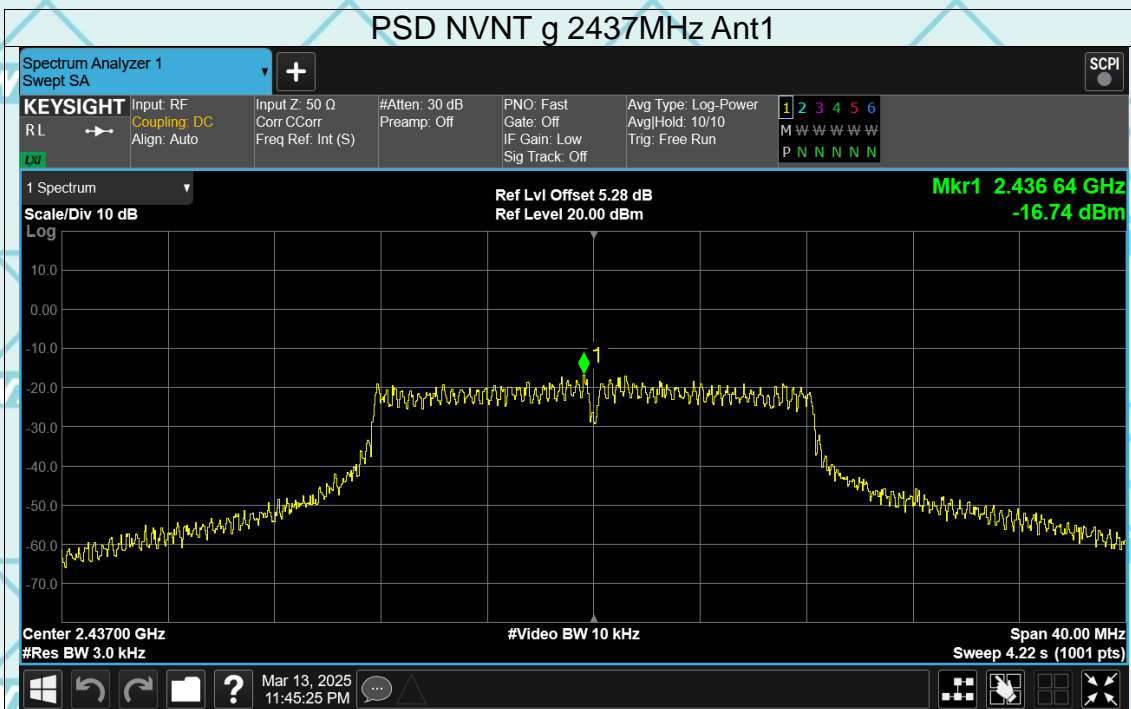 PSD NVNT g 2437MHz Ant1
Spectrum Analyzer 1
Swept SA
SCPI
KEYSIGHT
RL
LXI
Input: RF
Coupling: DC
Align: Auto
Input Z: 50 Ω
Corr CCorr
Freq Ref: Int (S)
#Atten: 30 dB
Preamp: Off
PNO: Fast
Gate: Off
IF Gain: Low
Sig Track: Off
Avg Type: Log-Power
Avg|Hold: 10/10
Trig: Free Run
1 2 3 4 5 6
M W W W W W
P N N N N N
1 Spectrum
Scale/Div 10 dB
Ref Lvl Offset 5.28 dB
Ref Level 20.00 dBm
Mkr1 2.436 64 GHz
-16.74 dBm
Log
10.0
0.00
-10.0
1
-20.0
-30.0
-40.0
-50.0
-60.0
-70.0
Center 2.43700 GHz
#Res BW 3.0 kHz
#Video BW 10 kHz
Span 40.00 MHz
Sweep 4.22 s (1001 pts)
?
Mar 13, 2025
11:45:25 PM